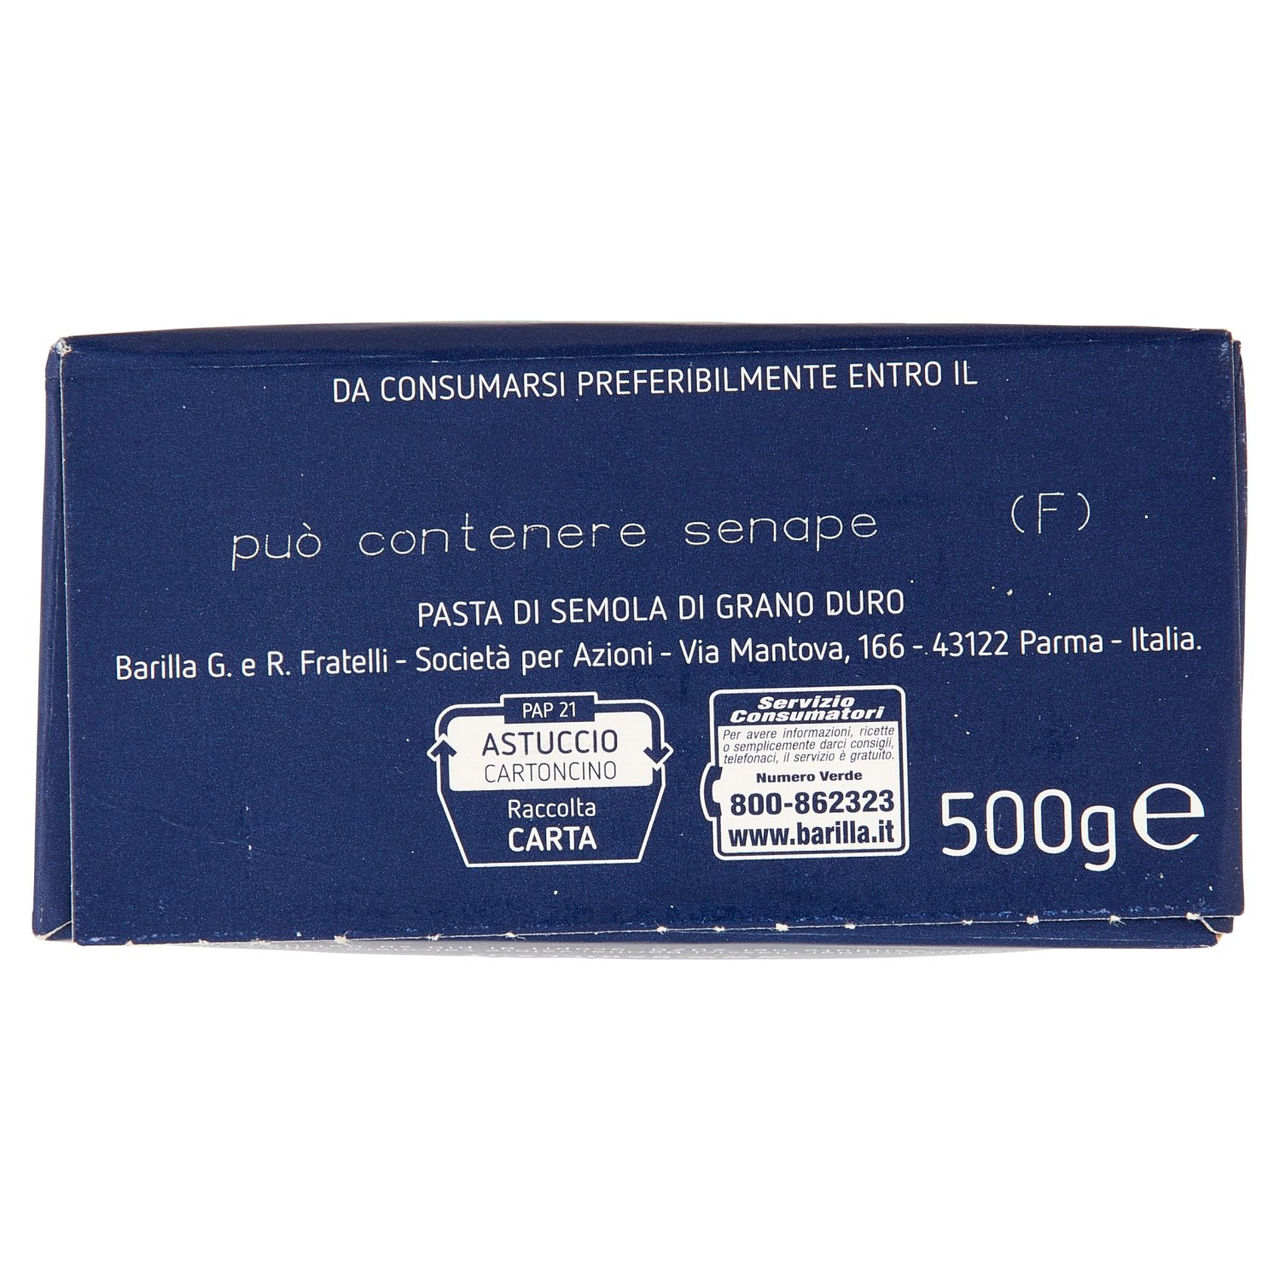 DA CONSUMARSI PREFERIBILMENTE ENTRO IL
può contenere senape (F)
PASTA DI SEMOLA DI GRANO DURO
Barilla G. e R. Fratelli - Società per Azioni - Via Mantova, 166 - 43122 Parma - Italia.
PAP 21
ASTUCCIO
CARTONCINO
Raccolta
CARTA
Servizio
Consumatori
Per avere informazioni, ricette
o semplicemente darci consigli,
telefonaci, il servizio è gratuito.
Numero Verde
800-862323
www.barilla.it
500g e